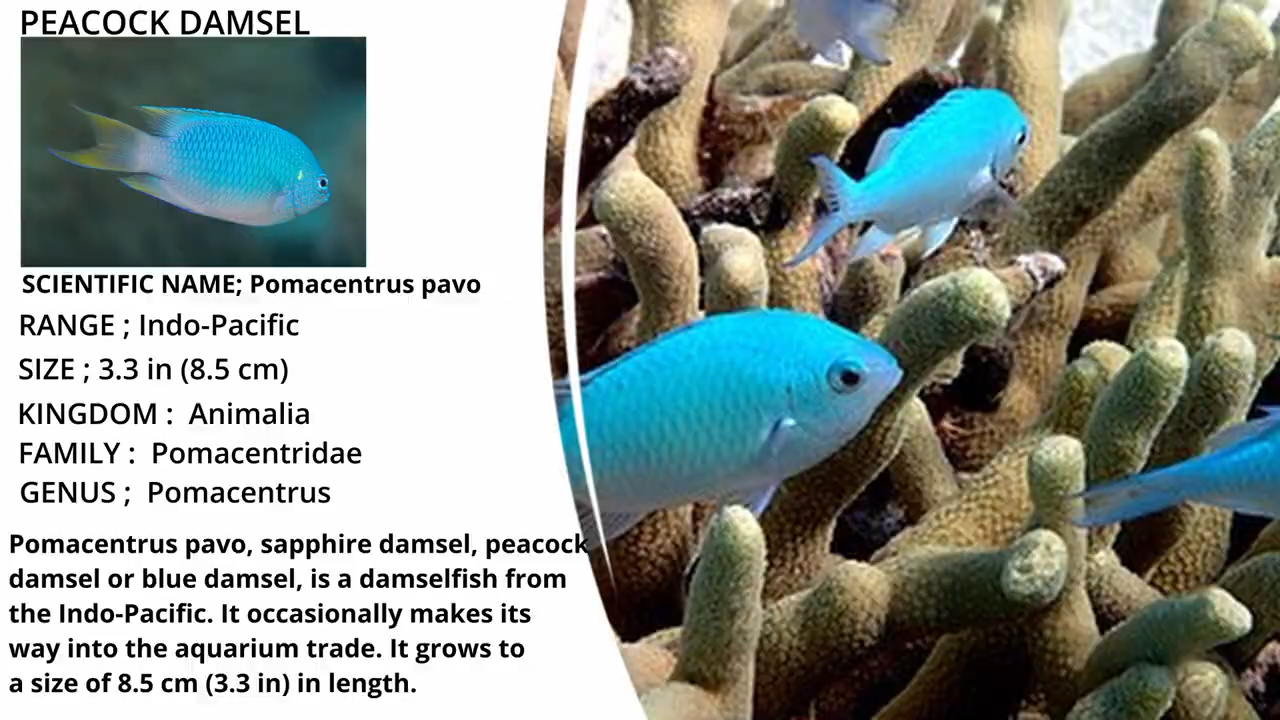 PEACOCK DAMSEL
SCIENTIFIC NAME; Pomacentrus pavo
RANGE ; Indo-Pacific
SIZE ; 3.3 in (8.5 cm)
KINGDOM :  Animalia
FAMILY :  Pomacentridae
GENUS ;  Pomacentrus
Pomacentrus pavo, sapphire damsel, peacock
damsel or blue damsel, is a damselfish from
the Indo-Pacific. It occasionally makes its
way into the aquarium trade. It grows to
a size of 8.5 cm (3.3 in) in length.